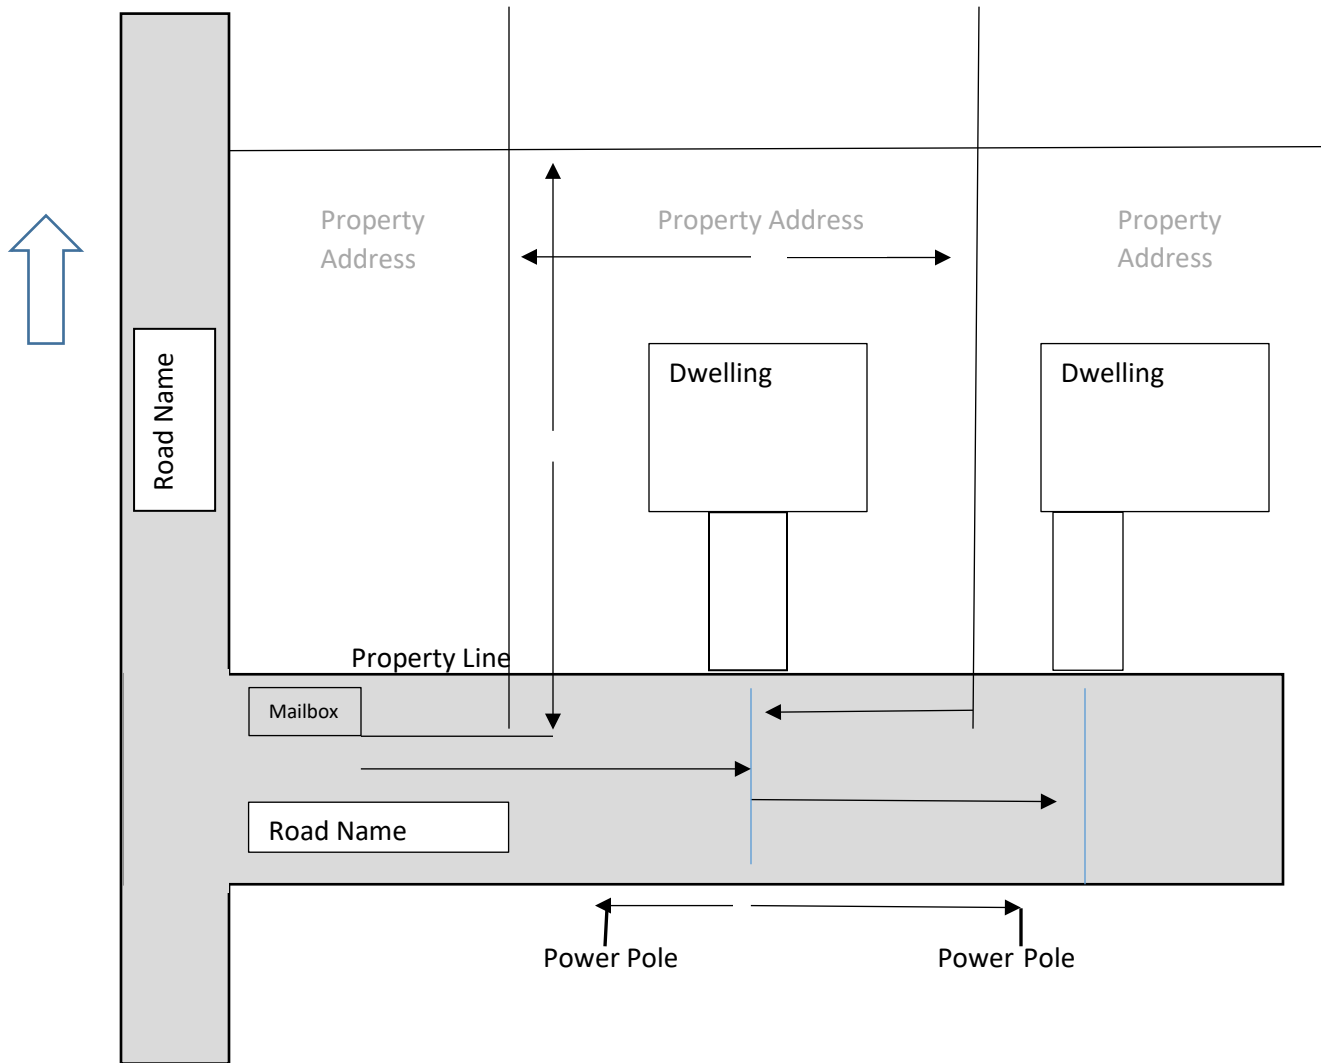 Property
Address
Property Address
Property
Address
Road Name
Dwelling
Dwelling
Property Line
Mailbox
Road Name
Power Pole
Power Pole